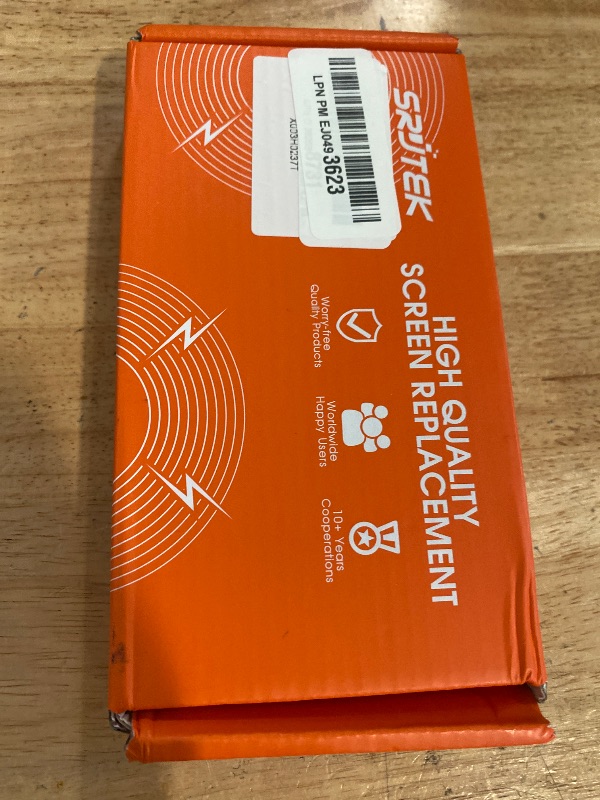 SRJTEK
HIGH QUALITY
SCREEN REPLACEMENT
Worry-free
Quality Products
Worldwide
Happy Users
10+ Years
Cooperations
LPN PM EJ049 3623
X003H3237T